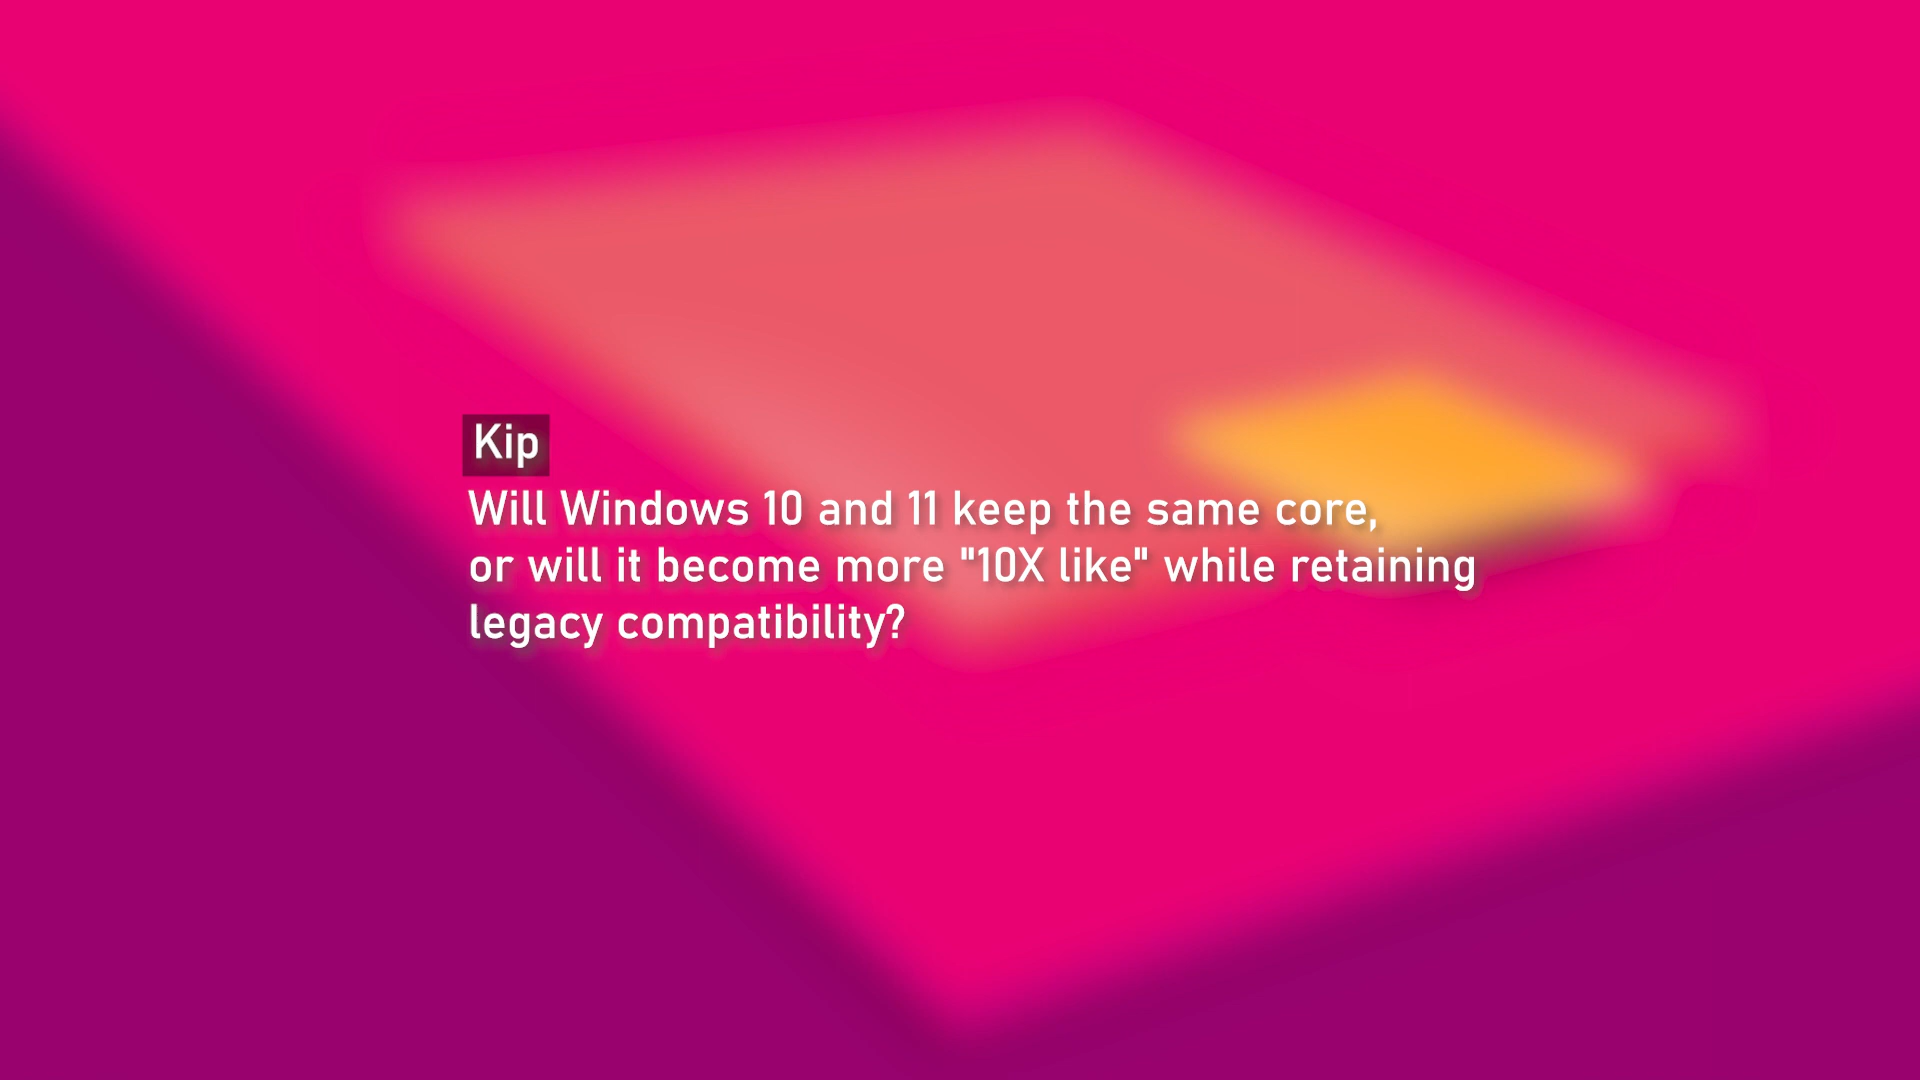 Kip
Will Windows 10 and 11 keep the same core,
or will it become more "10X like" while retaining
legacy compatibility?